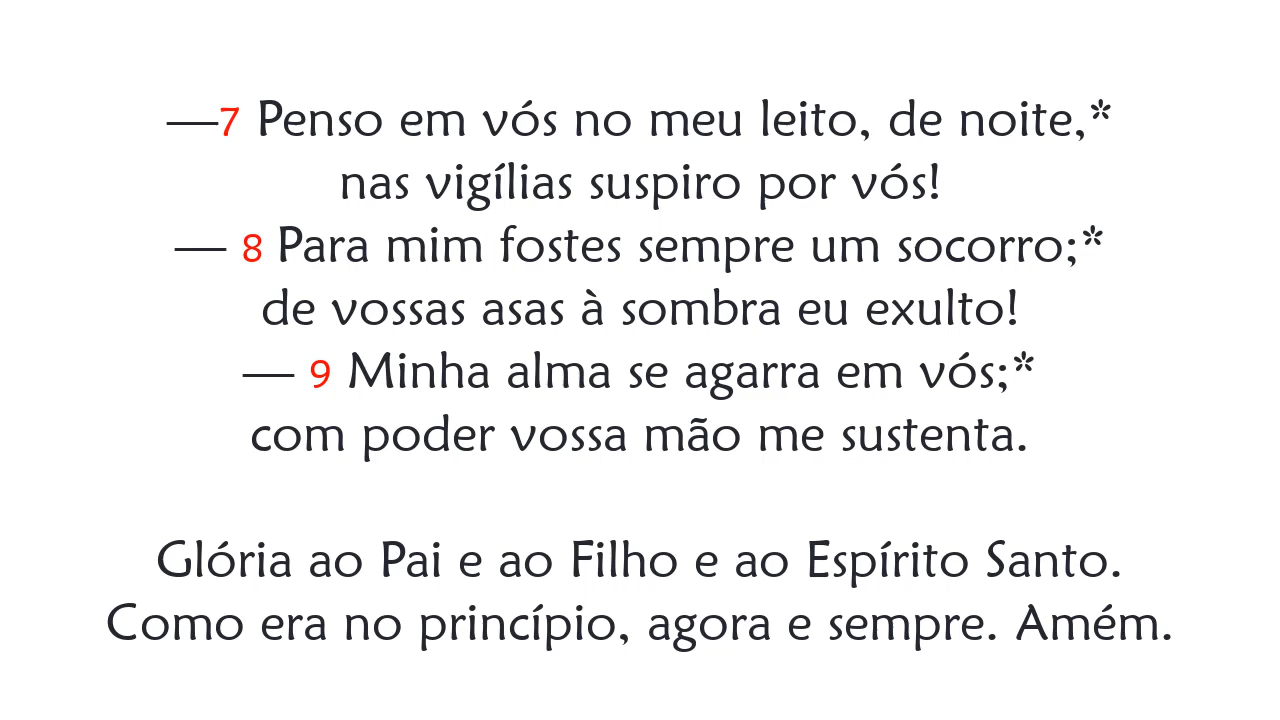 —7 Penso em vós no meu leito, de noite,*
nas vigílias suspiro por vós!
— 8 Para mim fostes sempre um socorro;*
de vossas asas à sombra eu exulto!
— 9 Minha alma se agarra em vós;*
com poder vossa mão me sustenta.
Glória ao Pai e ao Filho e ao Espírito Santo.
Como era no princípio, agora e sempre. Amém.